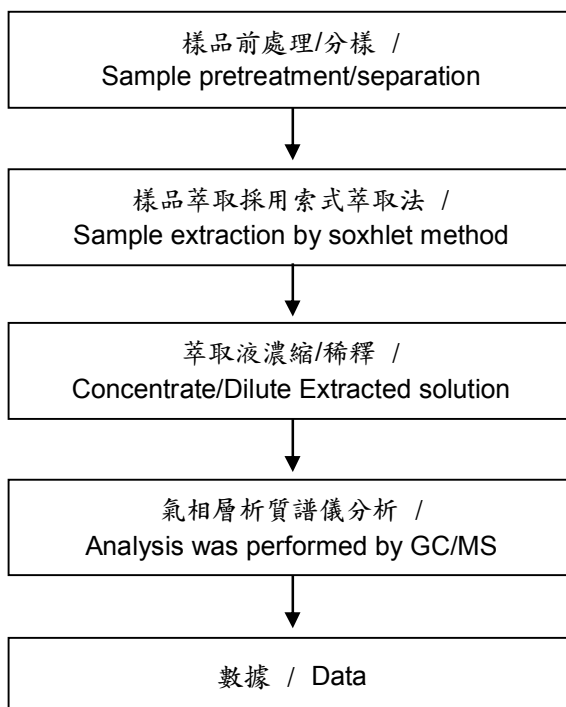 樣品前處理/分樣 /
Sample pretreatment/separation
樣品萃取採用索式萃取法 /
Sample extraction by soxhlet method
萃取液濃縮/稀釋 /
Concentrate/Dilute Extracted solution
氣相層析質譜儀分析 /
Analysis was performed by GC/MS
數據 / Data